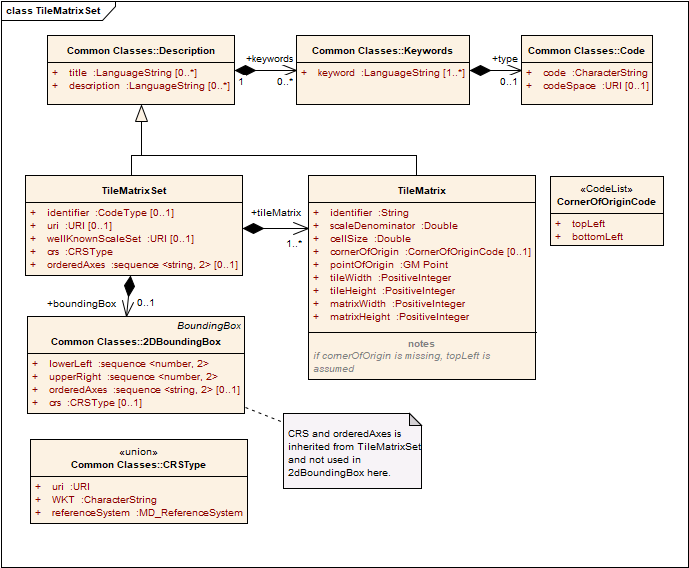 class TileMatrixSet
Common Classes::Description
+ title :LanguageString [0..*]
+ description :LanguageString [0..*]
+keywords
1
0..*
Common Classes::Keywords
+ keyword :LanguageString [1..*]
+type
0..1
Common Classes::Code
+ code :CharacterString
+ codeSpace :URI [0..1]
TileMatrixSet
+ identifier :CodeType [0..1]
+ uri :URI [0..1]
+ wellKnownScaleSet :URI [0..1]
+ crs :CRSType
+ orderedAxes :sequence <string, 2> [0..1]
+tileMatrix
1..*
TileMatrix
+ identifier :String
+ scaleDenominator :Double
+ cellSize :Double
+ cornerOfOrigin :CornerOfOriginCode [0..1]
+ pointOfOrigin :GM Point
+ tileWidth :PositiveInteger
+ tileHeight :PositiveInteger
+ matrixWidth :PositiveInteger
+ matrixHeight :PositiveInteger
notes
if cornerOfOrigin is missing, topLeft is
assumed
«CodeList»
CornerOfOriginCode
+ topLeft
+ bottomLeft
+boundingBox
0..1
BoundingBox
Common Classes::2DBoundingBox
+ lowerLeft :sequence <number, 2>
+ upperRight :sequence <number, 2>
+ orderedAxes :sequence <string, 2> [0..1]
+ crs :CRSType [0..1]
CRS and orderedAxes is
inherited from TileMatrixSet
and not used in
2dBoundingBox here.
«union»
Common Classes::CRSType
+ uri :URI
+ WKT :CharacterString
+ referenceSystem :MD_ReferenceSystem